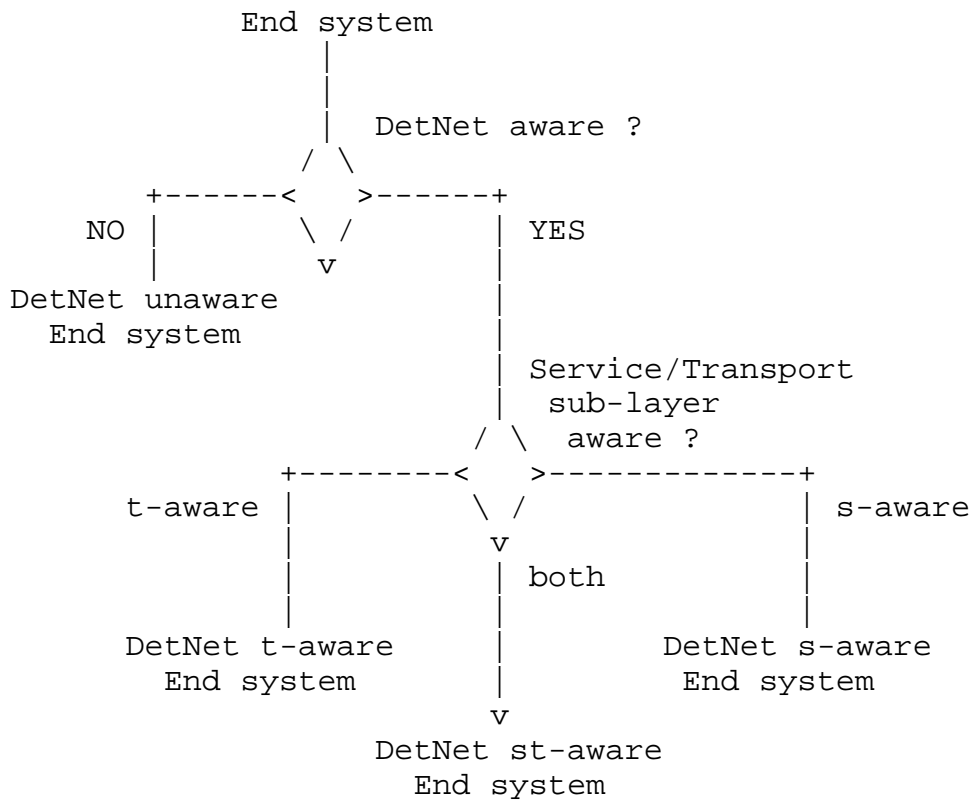 End system
DetNet aware ?
NO
YES
DetNet unaware
End system
Service/Transport
sub-layer
aware ?
t-aware
s-aware
both
DetNet t-aware
End system
DetNet s-aware
End system
DetNet st-aware
End system